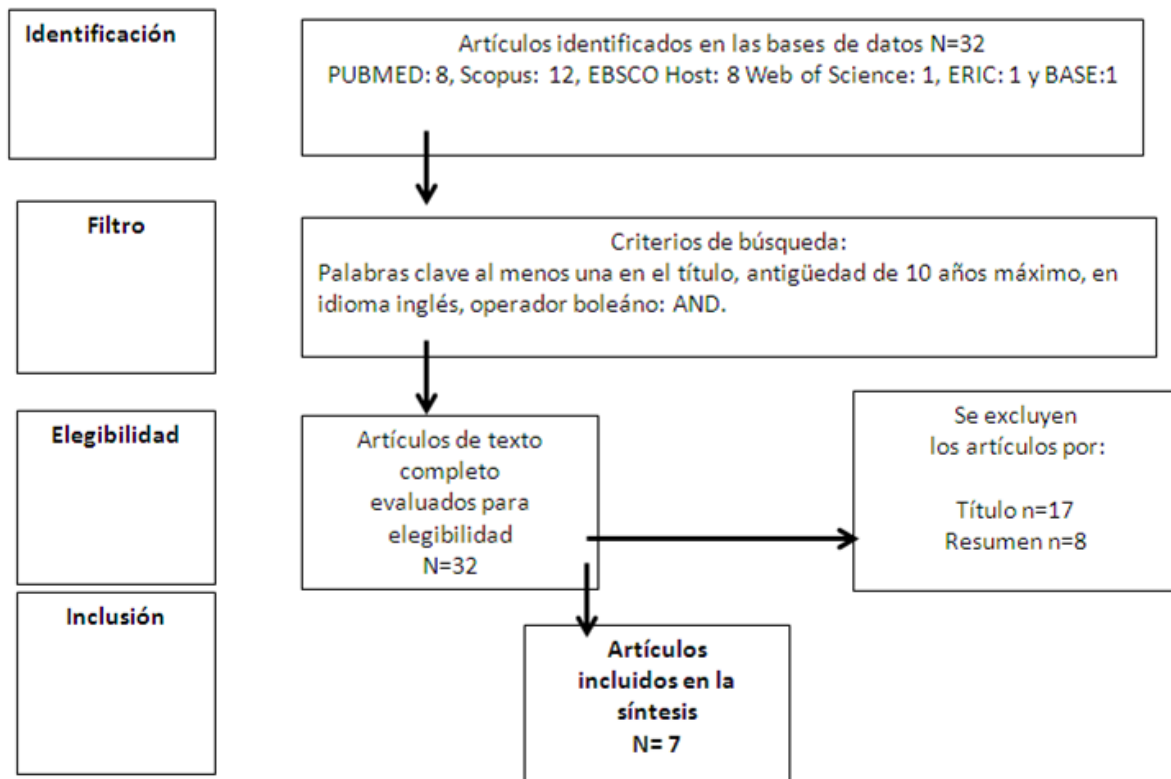 Identificación
Artículos identificados en las bases de datos N=32
PUBMED: 8, Scopus: 12, EBSCO Host: 8 Web of Science: 1, ERIC: 1 y BASE:1
Filtro
Criterios de búsqueda:
Palabras clave al menos una en el título, antigüedad de 10 años máximo, en
idioma inglés, operador boleáno: AND.
Elegibilidad
Artículos de texto
completo
evaluados para
elegibilidad
N=32
Se excluyen
los artículos por:
Título n=17
Resumen n=8
Inclusión
Artículos
incluidos en la
síntesis
N= 7